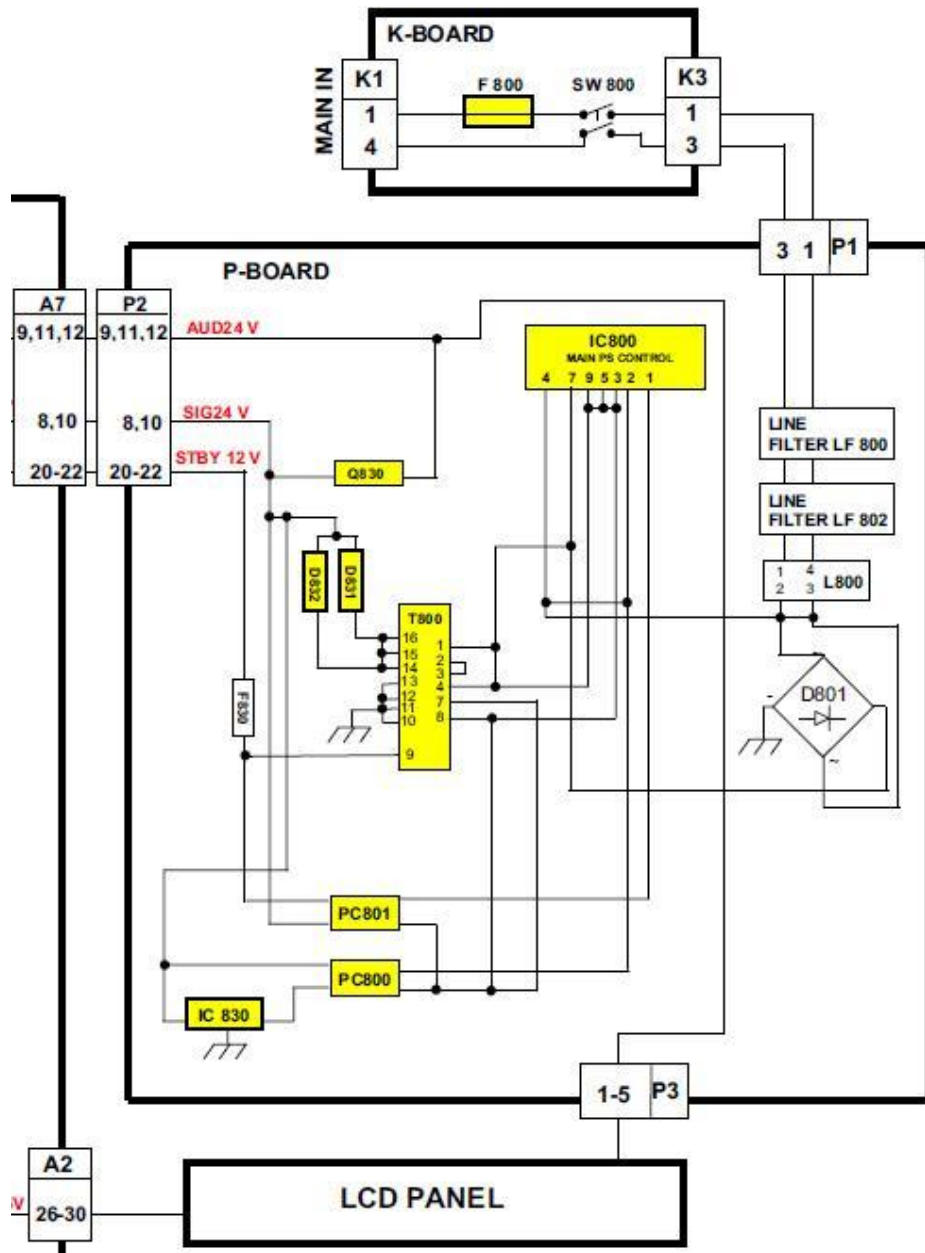 K-BOARD
MAIN IN
K1
F 800
SW 800
K3
1
1
4
3
3 1 P1
P-BOARD
A7
P2
9,11,12
9,11,12
AUD24 V
IC800
MAIN PS CONTROL
4 7 9 5 3 2 1
8,10
8,10
SIG24 V
LINE
FILTER LF 800
STBY 12 V
20-22
20-22
Q830
LINE
FILTER LF 802
D832
D831
1 4
2 3
L800
T800
16
15
14
13
12
11
10
9
1
2
3
4
7
8
F830
-
~
D801
~
PC801
PC800
IC 830
1-5 P3
A2
V
26-30
LCD PANEL